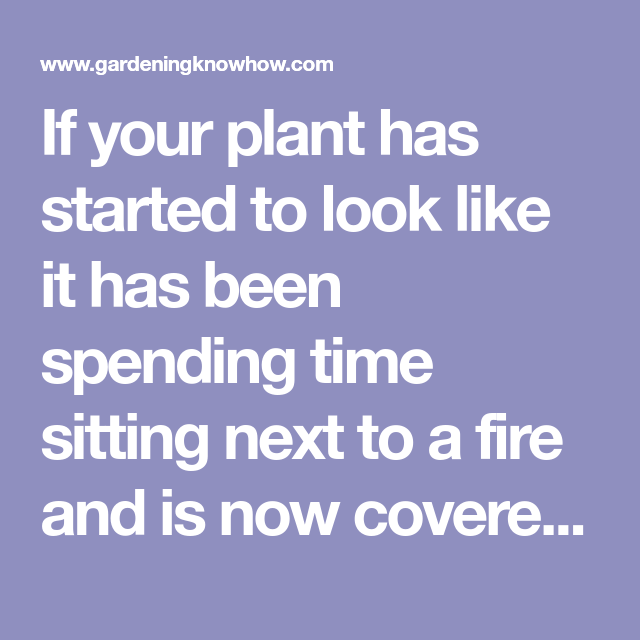 www.gardeningknowhow.com
If your plant has
started to look like
it has been
spending time
sitting next to a fire
and is now covere...